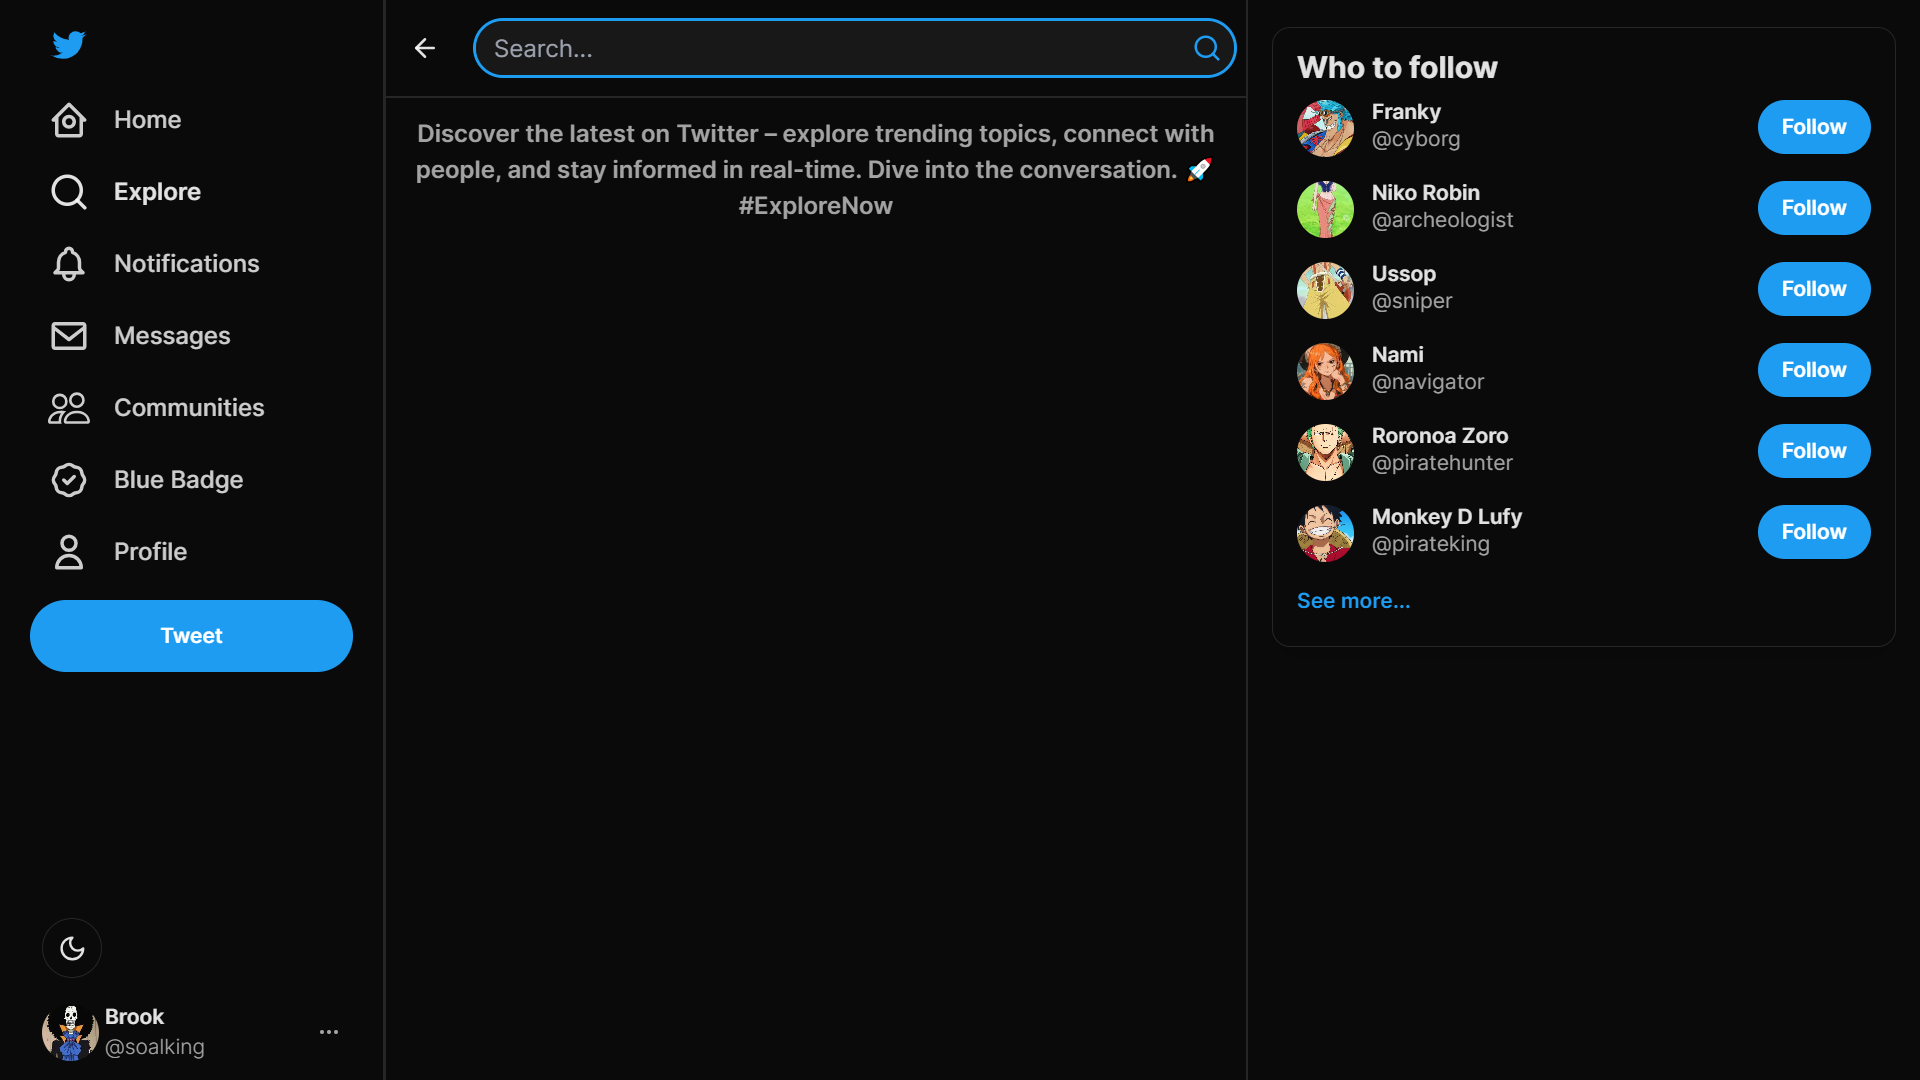 Home
Explore
Notifications
Messages
Communities
Blue Badge
Profile
Tweet
Brook
@soalking
Search...
Discover the latest on Twitter – explore trending topics, connect with
people, and stay informed in real-time. Dive into the conversation. 🚀
#ExploreNow
Who to follow
Franky
@cyborg
Follow
Niko Robin
@archeologist
Follow
Ussop
@sniper
Follow
Nami
@navigator
Follow
Roronoa Zoro
@piratehunter
Follow
Monkey D Lufy
@pirateking
Follow
See more...